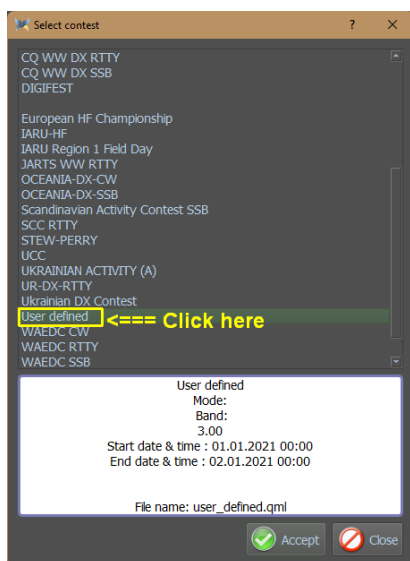 Select contest ? ×
CQ WW DX RTTY
CQ WW DX SSB
DIGIFEST
European HF Championship
IARU-HF
IARU Region 1 Field Day
JARTS WW RTTY
OCEANIA-DX-CW
OCEANIA-DX-SSB
Scandinavian Activity Contest SSB
SCC RTTY
STEW-PERRY
UCC
UKRAINIAN ACTIVITY (A)
UR-DX-RTTY
Ukrainian DX Contest
User defined <=== Click here
WAEDC CW
WAEDC RTTY
WAEDC SSB
User defined
Mode:
Band:
3.00
Start date & time : 01.01.2021 00:00
End date & time : 02.01.2021 00:00
File name: user_defined.qml
Accept Close